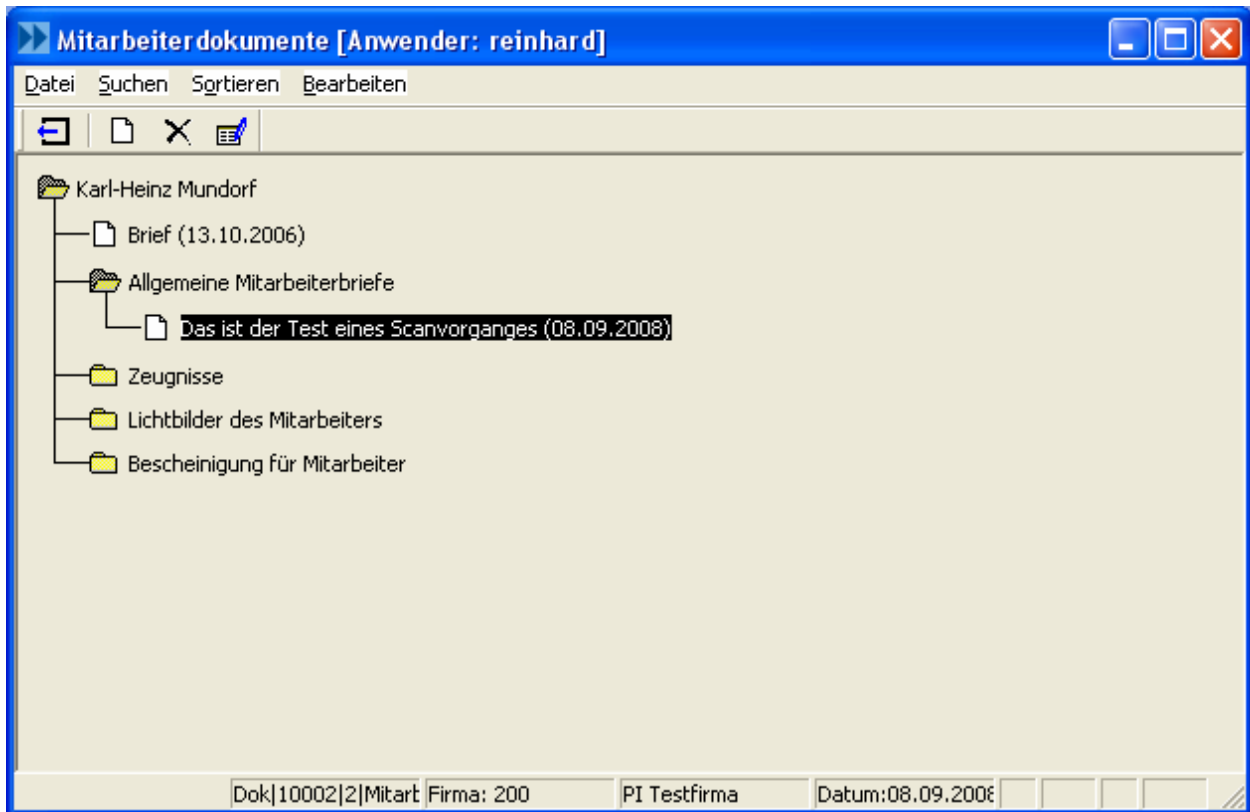 Mitarbeiterdokumente [Anwender: reinhard]
Datei Suchen Sortieren Bearbeiten
Karl-Heinz Mundorf
Brief (13.10.2006)
Allgemeine Mitarbeiterbriefe
Das ist der Test eines Scanvorganges (08.09.2008)
Zeugnisse
Lichtbilder des Mitarbeiters
Bescheinigung für Mitarbeiter
Dok|10002|2|Mitart Firma: 200 PI Testfirma Datum:08.09.2008